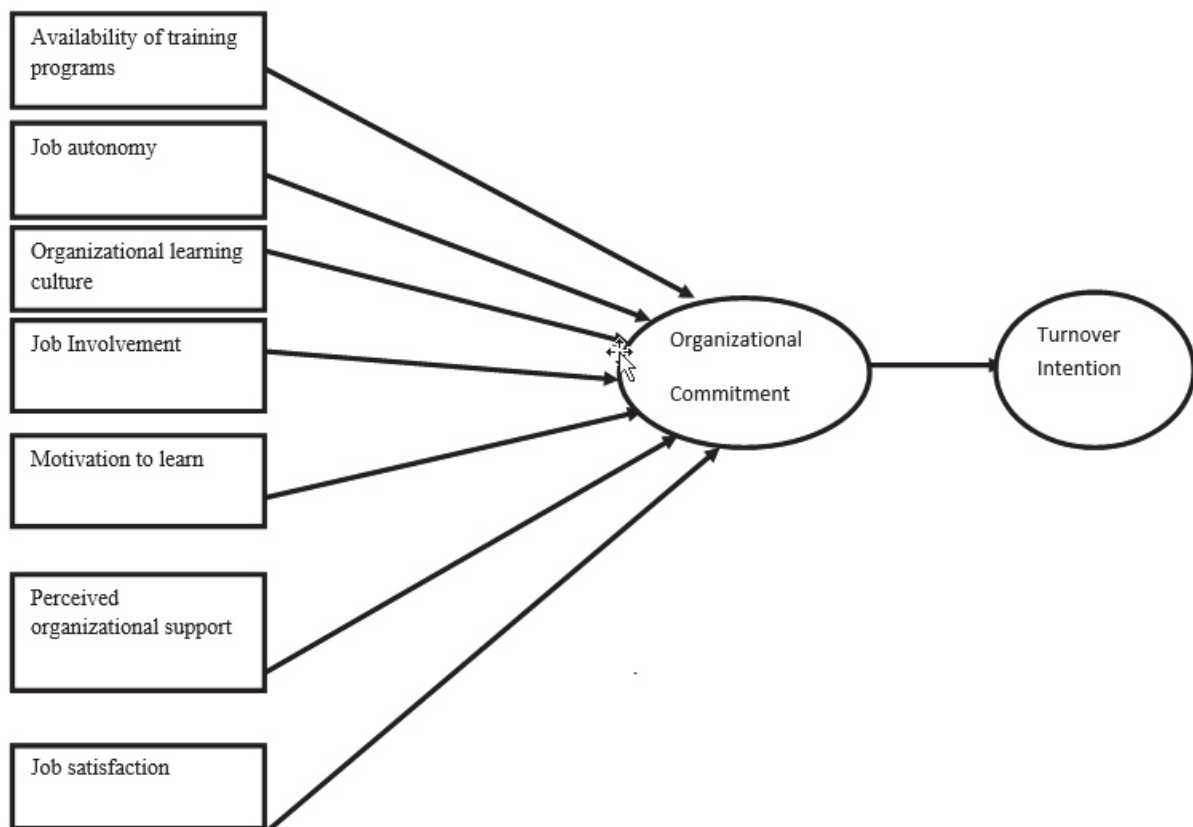 Availability of training
programs
Job autonomy
Organizational learning
culture
Job Involvement
Motivation to learn
Perceived
organizational support
Job satisfaction
Organizational
Commitment
Turnover
Intention